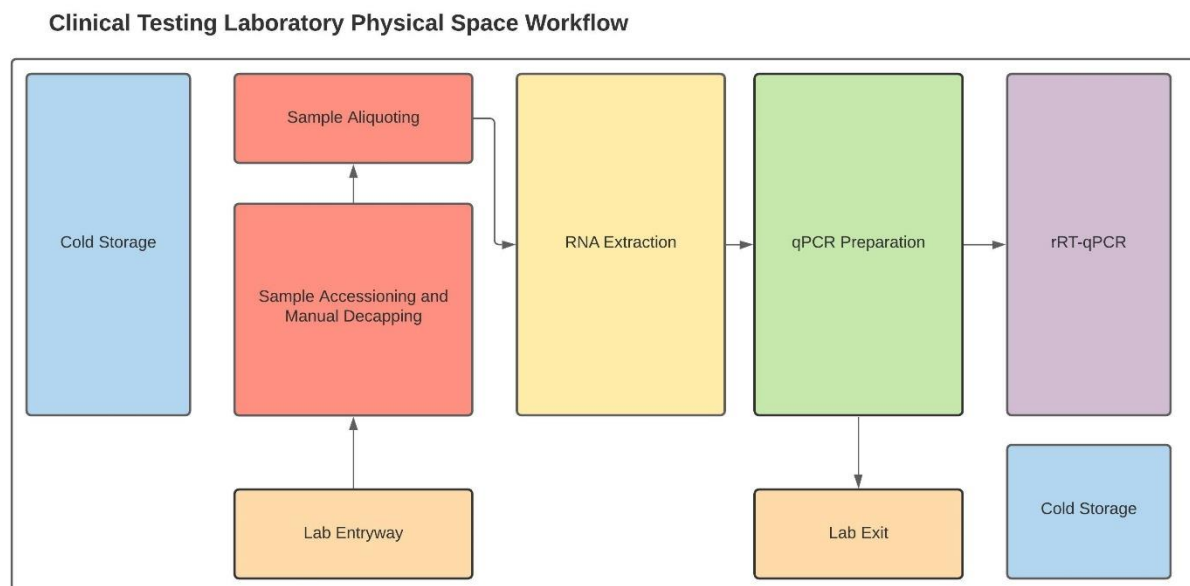 Clinical Testing Laboratory Physical Space Workflow
Sample Aliquoting
Cold Storage
RNA Extraction
qPCR Preparation
rRT-qPCR
Sample Accessioning and
Manual Decapping
Lab Entryway
Lab Exit
Cold Storage